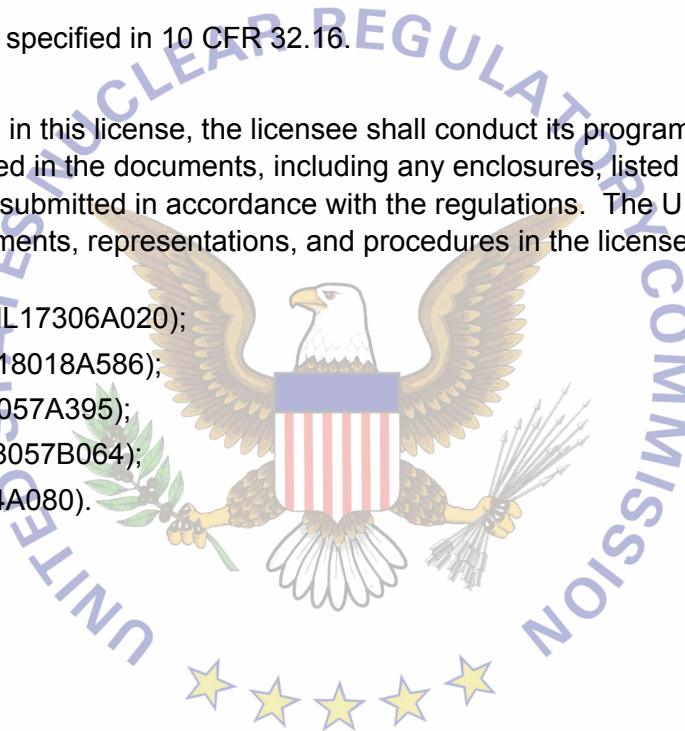 specified in 10 CFR 32.16.
in this license, the licensee shall conduct its program
ed in the documents, including any enclosures, listed
submitted in accordance with the regulations. The U
ments, representations, and procedures in the license
L17306A020);
18018A586);
057A395);
3057B064);
A080).
UNITED STATES NUCLEAR REGULATORY COMMISSION